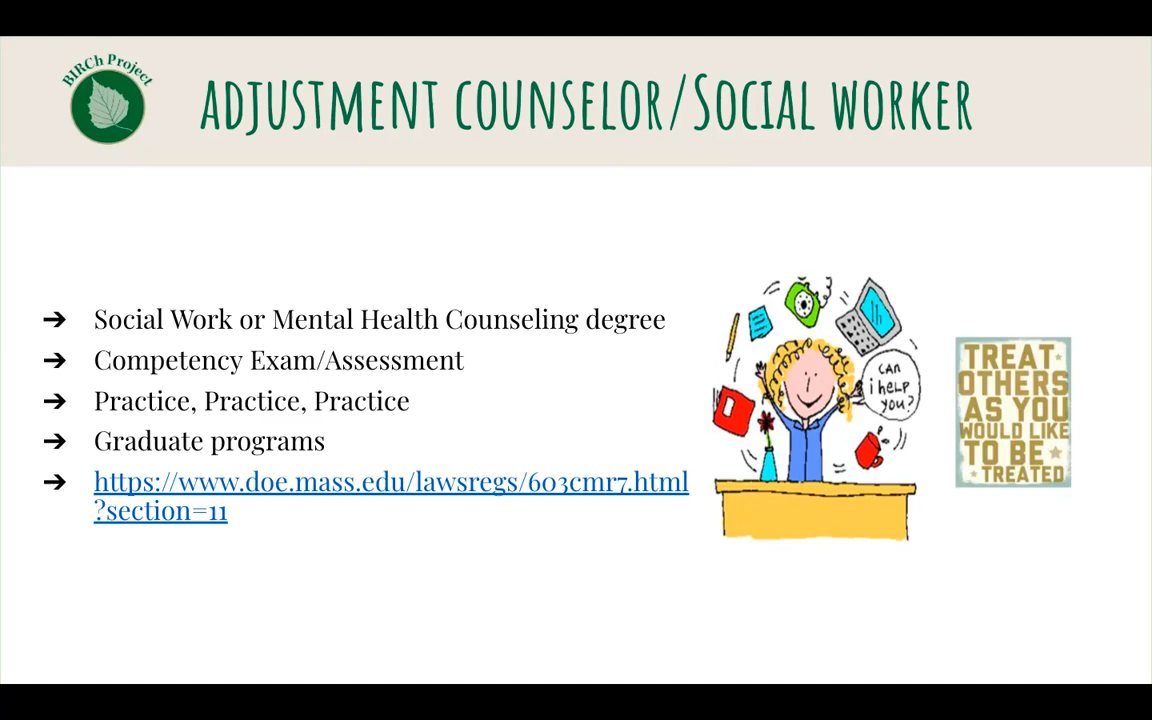 BIRCh Project
ADJUSTMENT COUNSELOR/SOCIAL WORKER
➔ Social Work or Mental Health Counseling degree
➔ Competency Exam/Assessment
➔ Practice, Practice, Practice
➔ Graduate programs
➔ https://www.doe.mass.edu/lawsregs/603cmr7.html
?section=11
CAN
i HELP
YOU?
TREAT
OTHERS
AS YOU
WOULD LIKE
TO BE
TREATED